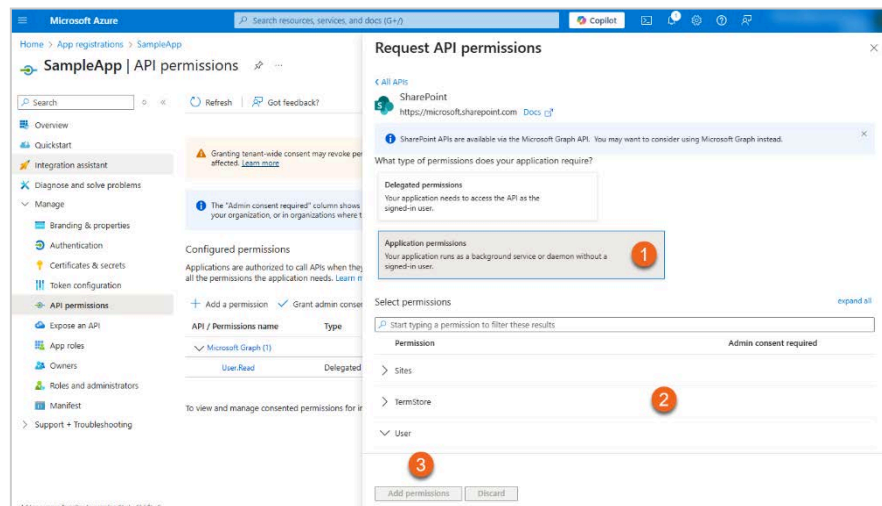 Microsoft Azure
Search resources, services, and docs (G+/)
Copilot
1
Home > App registrations > SampleApp
SampleApp | API permissions
Search
Overview
Quickstart
Integration assistant
Diagnose and solve problems
Manage
Branding & properties
Authentication
Certificates & secrets
Token configuration
API permissions
Expose an API
App roles
Owners
Roles and administrators
Manifest
Support + Troubleshooting
Refresh | Got feedback?
Granting tenant-wide consent may revoke per
affected. Learn more
The "Admin consent required" column shows
your organization, or in organizations where t
Configured permissions
Applications are authorized to call APIs when they
all the permissions the application needs. Learn m
+ Add a permission ✓ Grant admin conser
API / Permissions name Type
Microsoft Graph (1)
User.Read Delegated
To view and manage consented permissions for in
Request API permissions
< All APIs
SharePoint
https://microsoft.sharepoint.com Docs
SharePoint APIs are available via the Microsoft Graph API. You may want to consider using Microsoft Graph instead.
What type of permissions does your application require?
Delegated permissions
Your application needs to access the API as the
signed-in user.
Application permissions
Your application runs as a background service or daemon without a
signed-in user.
1
Select permissions expand all
Start typing a permission to filter these results
Permission Admin consent required
Sites
TermStore
2
User
3
Add permissions Discard